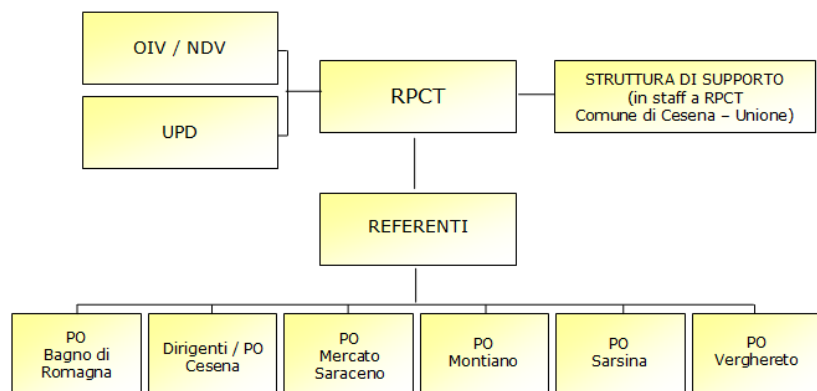 OIV / NDV
UPD
RPCT
STRUTTURA DI SUPPORTO
(in staff a RPCT
Comune di Cesena – Unione)
REFERENTI
PO
Bagno di
Romagna
Dirigenti / PO
Cesena
PO
Mercato
Saraceno
PO
Montiano
PO
Sarsina
PO
Verghereto